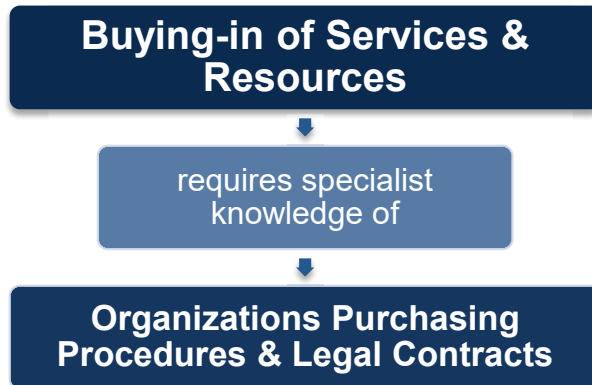 Buying-in of Services &
Resources
requires specialist
knowledge of
Organizations Purchasing
Procedures & Legal Contracts